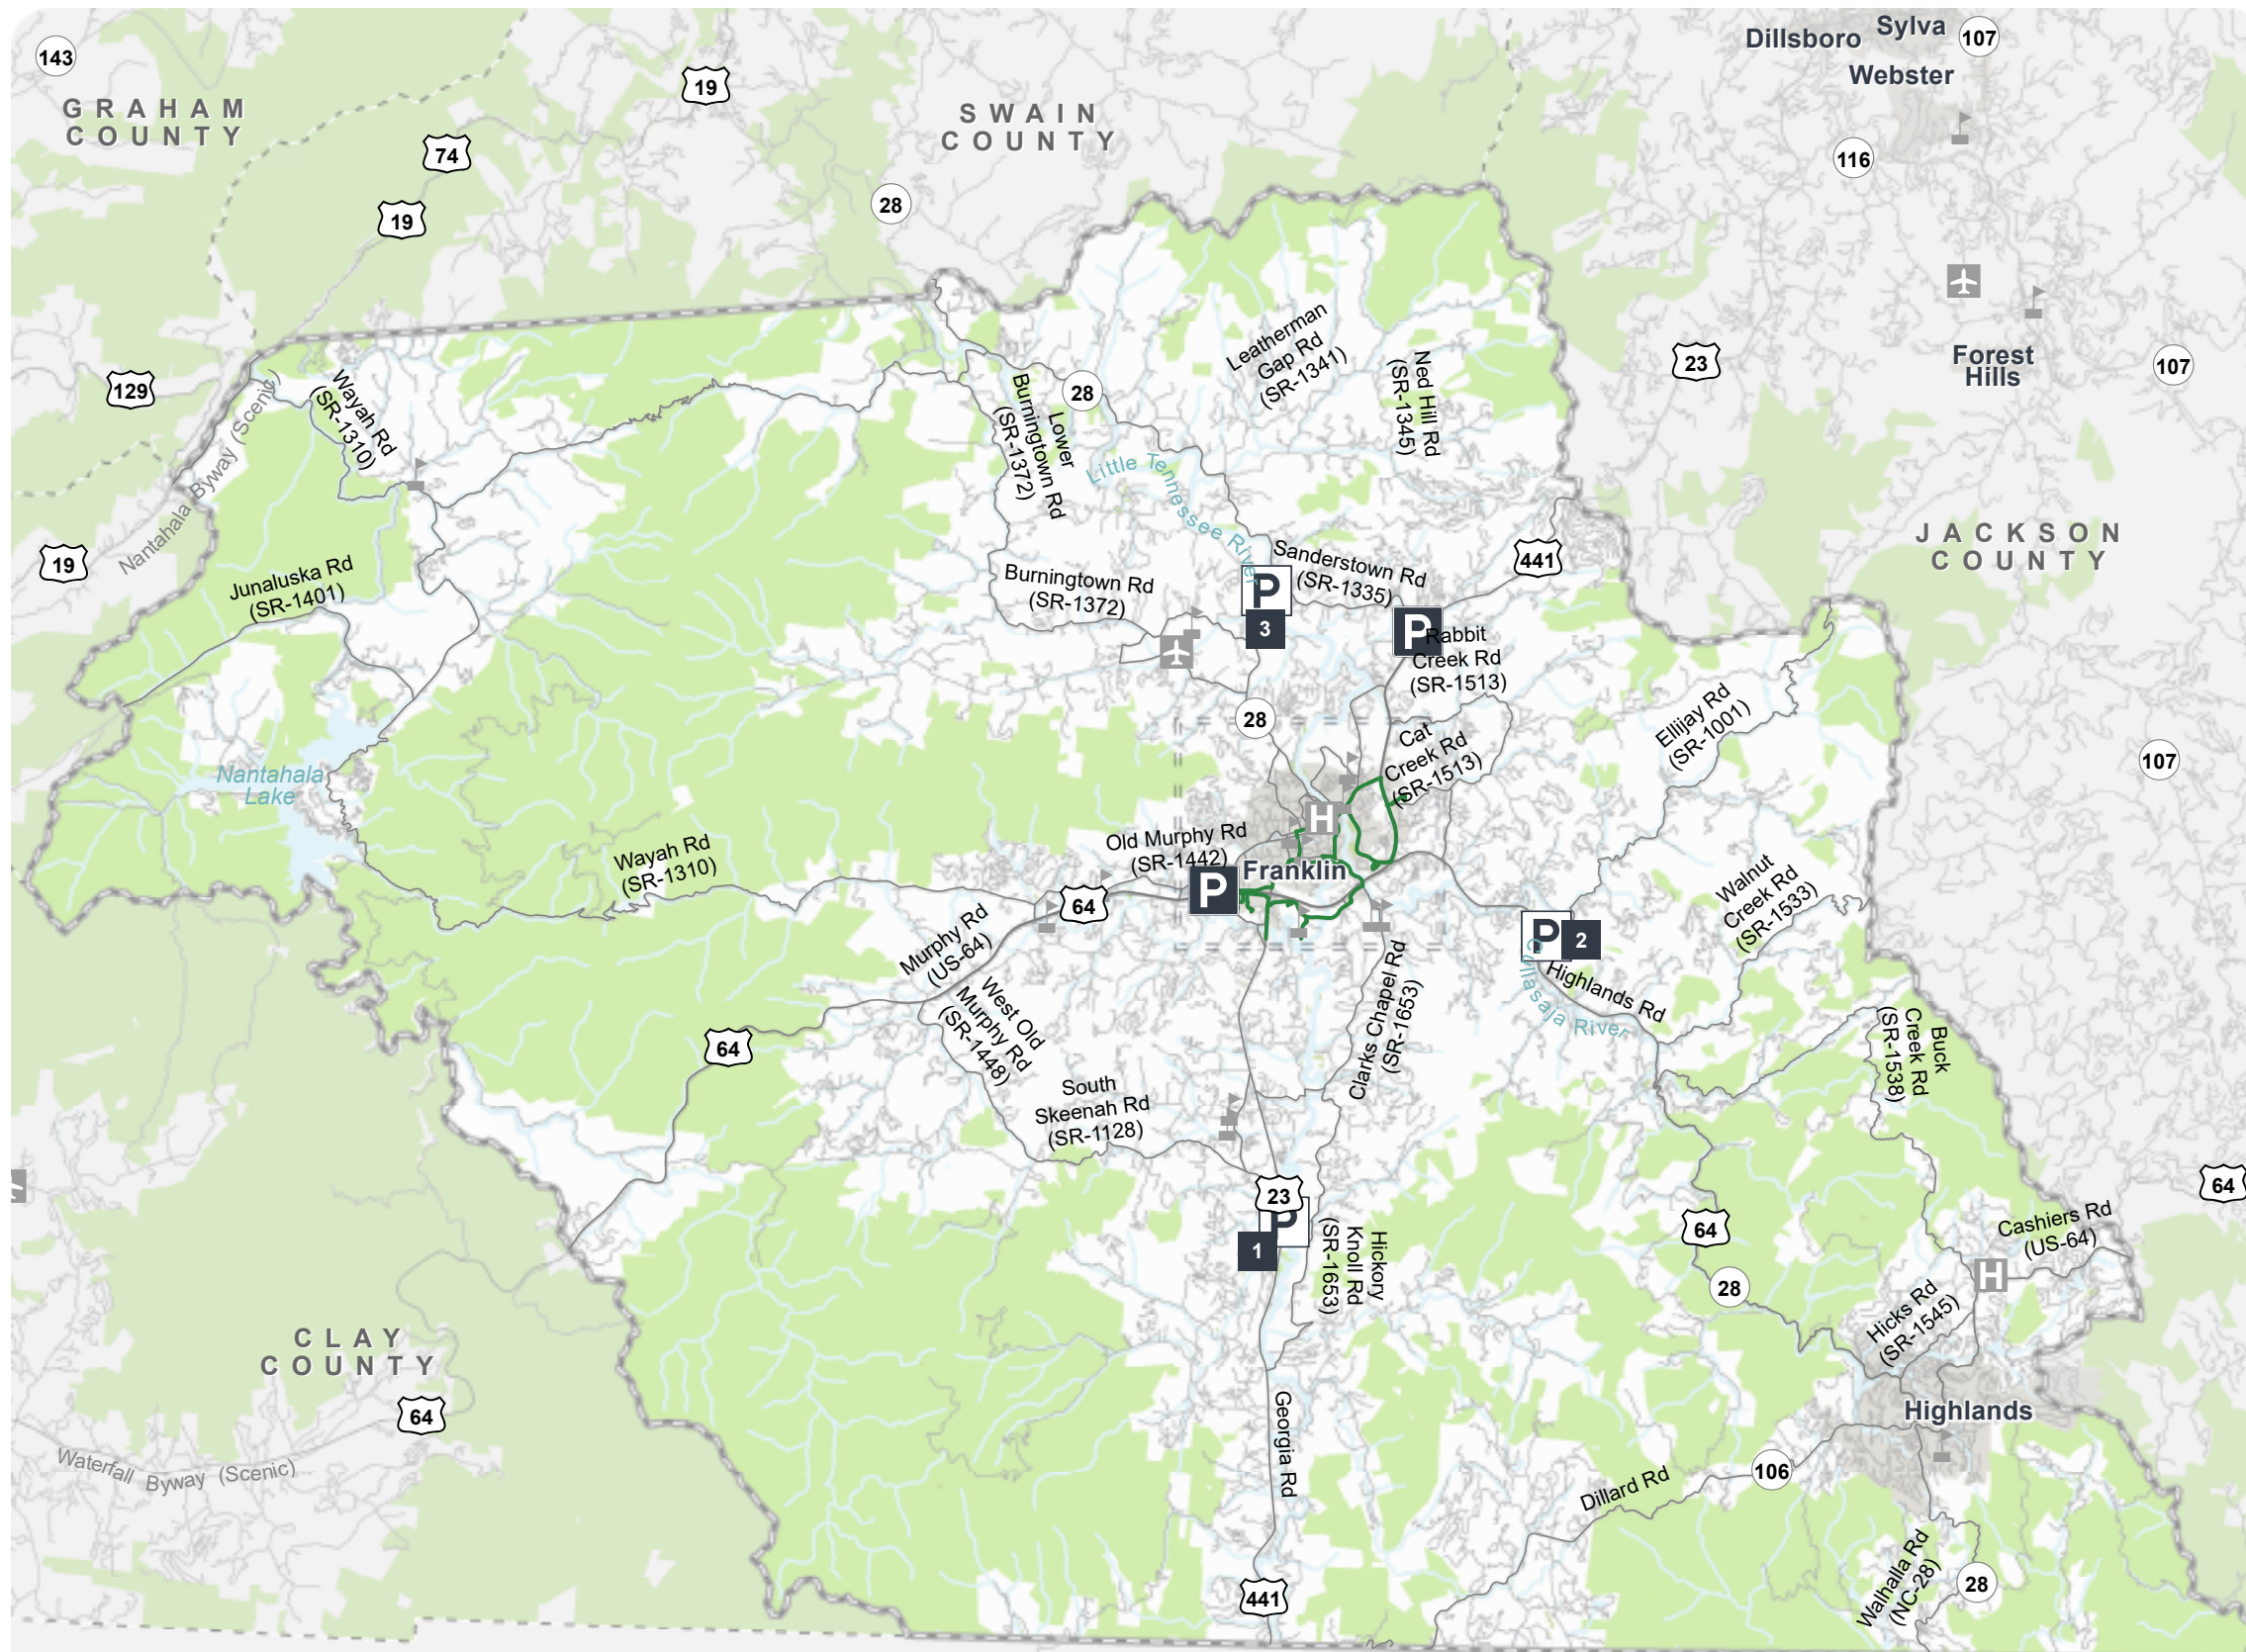 143
GRAHAM
COUNTY
19
74
19
28
SWAIN
COUNTY
Dillsboro
Sylva
107
Webster
116
23
Forest
Hills
107
129
Nantahala Byway (Scenic)
19
Wayah Rd
(SR-1310)
Junaluska Rd
(SR-1401)
Lower
Burningtown Rd
(SR-1372)
28
Little Tennessee River
Leatherman
Gap Rd
(SR-1341)
Ned Hill Rd
(SR-1345)
441
JACKSON
COUNTY
Burningtown Rd
(SR-1372)
Sanderstown Rd
(SR-1335)
P
3
P
Rabbit
Creek Rd
(SR-1513)
28
Cat
Creek Rd
(SR-1513)
Ellijay Rd
(SR-1001)
107
Nantahala
Lake
Wayah Rd
(SR-1310)
Old Murphy Rd
(SR-1442)
H
Franklin
P
64
Murphy Rd
(US-64)
Walnut
Creek Rd
(SR-1533)
P
2
Highlands Rd
Cullasaja River
Clarks Chapel Rd
(SR-1653)
West Old
Murphy Rd
(SR-1448)
64
South
Skeenah Rd
(SR-1128)
Buck
Creek Rd
(SR-1538)
23
P
1
Hickory
Knoll Rd
(SR-1653)
64
28
64
Cashiers Rd
(US-64)
H
Hicks Rd
(SR-1545)
CLAY
COUNTY
64
Waterfall Byway (Scenic)
Georgia Rd
Highlands
106
Dillard Rd
Walhalla Rd
(NC-28)
28
441